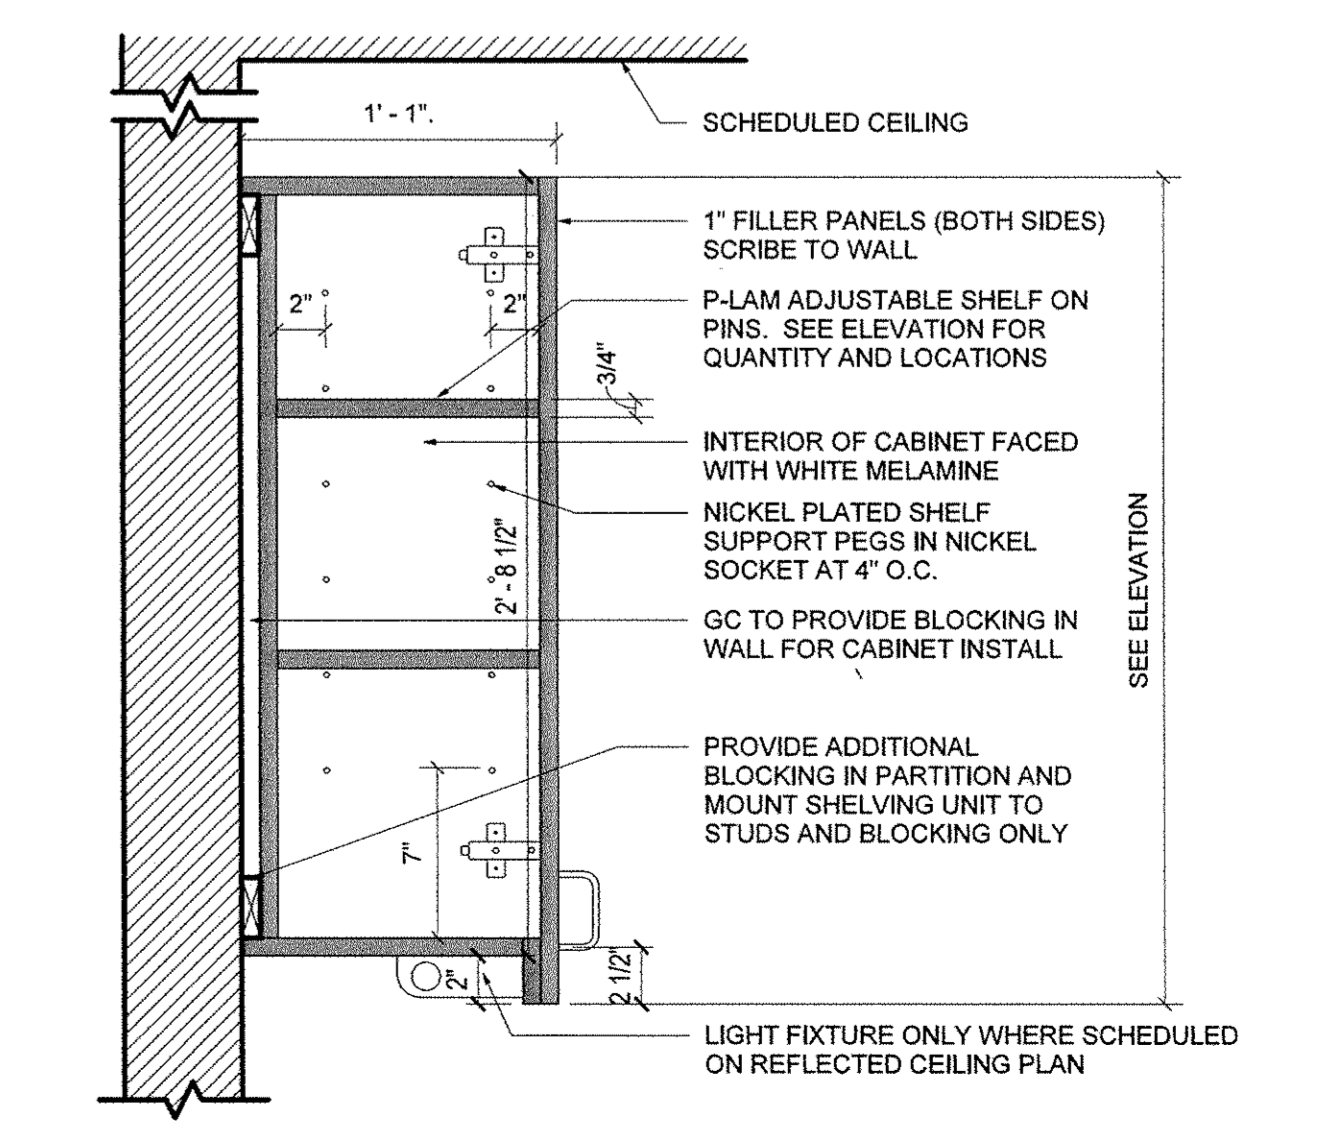 1' - 1".
SCHEDULED CEILING
1" FILLER PANELS (BOTH SIDES)
SCRIBE TO WALL
2"
2"
P-LAM ADJUSTABLE SHELF ON
PINS. SEE ELEVATION FOR
QUANTITY AND LOCATIONS
3/4"
INTERIOR OF CABINET FACED
WITH WHITE MELAMINE
NICKEL PLATED SHELF
SUPPORT PEGS IN NICKEL
SOCKET AT 4" O.C.
2' - 8 1/2"
SEE ELEVATION
GC TO PROVIDE BLOCKING IN
WALL FOR CABINET INSTALL
PROVIDE ADDITIONAL
BLOCKING IN PARTITION AND
MOUNT SHELVING UNIT TO
STUDS AND BLOCKING ONLY
7"
2"
2 1/2"
LIGHT FIXTURE ONLY WHERE SCHEDULED
ON REFLECTED CEILING PLAN